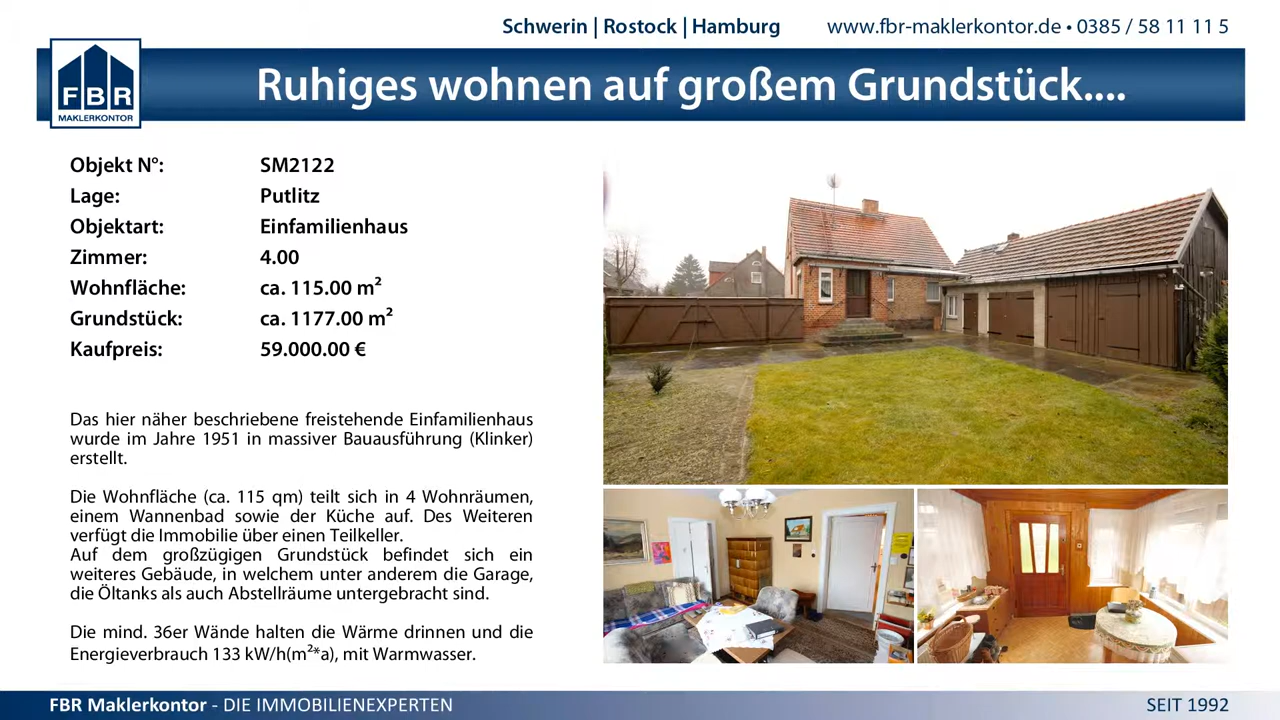 Schwerin | Rostock | Hamburg www.fbr-maklerkontor.de • 0385 / 58 11 11 5
FBR
MAKLERKONTOR
Ruhiges wohnen auf großem Grundstück....
Objekt N°: SM2122
Lage: Putlitz
Objektart: Einfamilienhaus
Zimmer: 4.00
Wohnfläche: ca. 115.00 m²
Grundstück: ca. 1177.00 m²
Kaufpreis: 59.000.00 €
Das hier näher beschriebene freistehende Einfamilienhaus
wurde im Jahre 1951 in massiver Bauausführung (Klinker)
erstellt.
Die Wohnfläche (ca. 115 qm) teilt sich in 4 Wohnräumen,
einem Wannenbad sowie der Küche auf. Des Weiteren
verfügt die Immobilie über einen Teilkeller.
Auf dem großzügigen Grundstück befindet sich ein
weiteres Gebäude, in welchem unter anderem die Garage,
die Öltanks als auch Abstellräume untergebracht sind.
Die mind. 36er Wände halten die Wärme drinnen und die
Energieverbrauch 133 kW/h(m²*a), mit Warmwasser.
FBR Maklerkontor - DIE IMMOBILIENEXPERTEN SEIT 1992